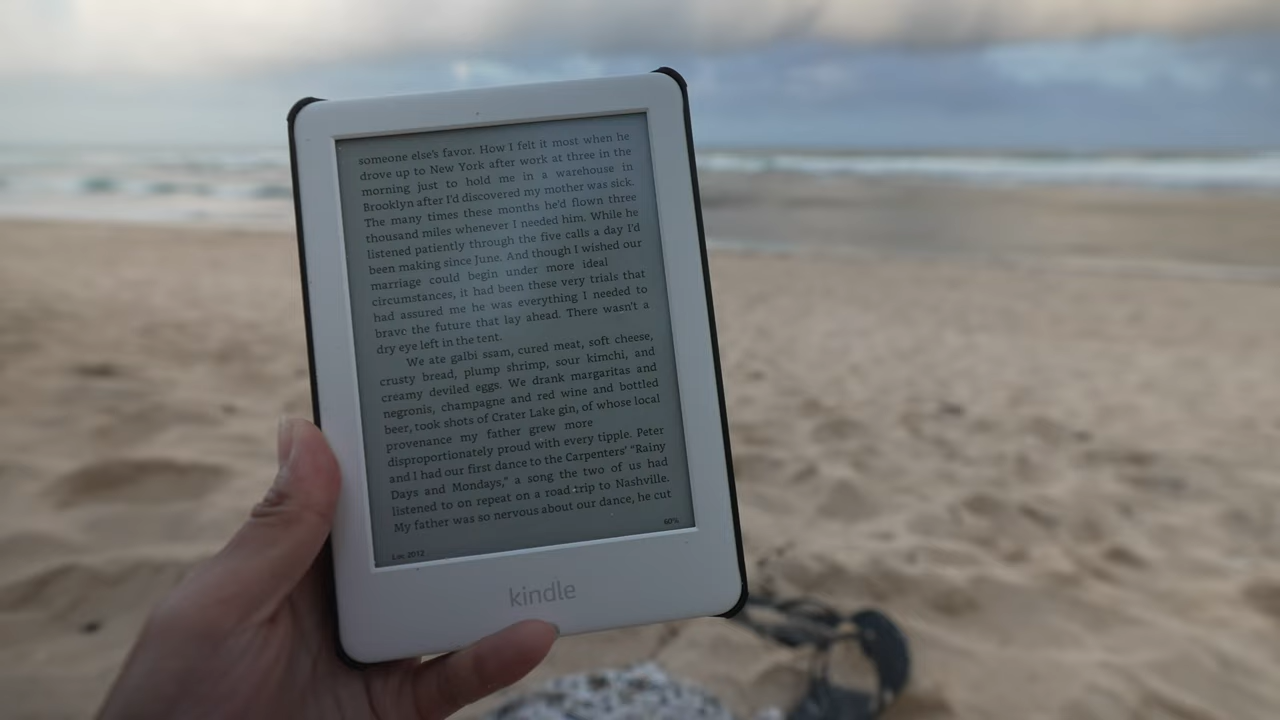 someone else's favor. How I felt it most when he
drove up to New York after work at three in the
morning just to hold me in a warehouse in
Brooklyn after I'd discovered my mother was sick.
The many times these months he'd flown three
thousand miles whenever I needed him. While he
listened patiently through the five calls a day I'd
been making since June. And though I wished our
marriage could begin under more ideal
circumstances, it had been these very trials that
had assured me he was everything I needed to
brave the future that lay ahead. There wasn't a
dry eye left in the tent.
We ate galbi ssam, cured meat, soft cheese,
crusty bread, plump shrimp, sour kimchi, and
creamy deviled eggs. We drank margaritas and
negronis, champagne and red wine and bottled
beer, took shots of Crater Lake gin, of whose local
provenance my father grew more
disproportionately proud with every tipple. Peter
and I had our first dance to the Carpenters' "Rainy
Days and Mondays," a song the two of us had
listened to on repeat on a road trip to Nashville.
My father was so nervous about our dance, he cut
Loc 2012 60%
kindle